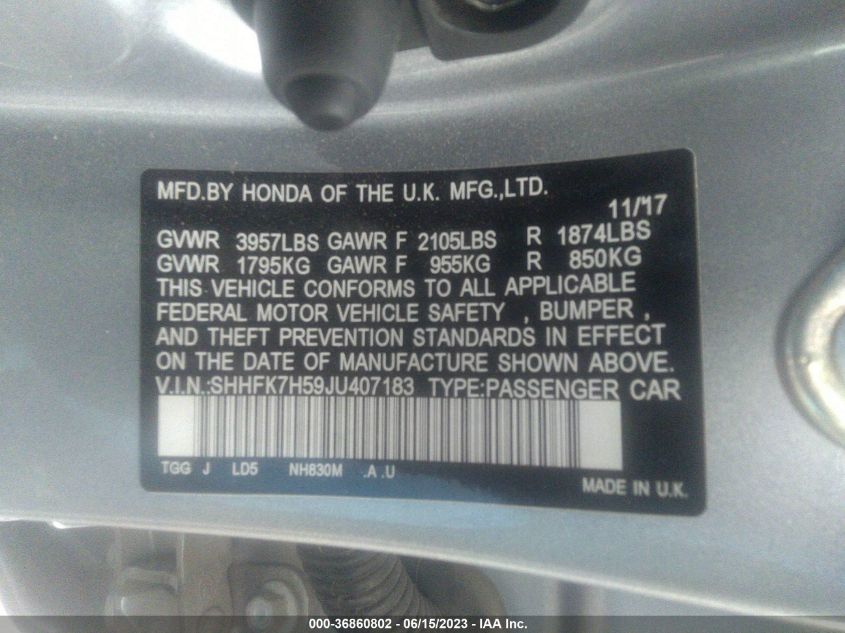 MFD.BY HONDA OF THE U.K. MFG.,LTD.
11/'17
GVWR 3957LBS GAWR F 2105LBS R 1874LBS
GVWR 1795KG GAWR F 955KG R 850KG
THIS VEHICLE CONFORMS TO ALL APPLICABLE
FEDERAL MOTOR VEHICLE SAFETY , BUMPER ,
AND THEFT PREVENTION STANDARDS IN EFFECT
ON THE DATE OF MANUFACTURE SHOWN ABOVE.
V.I.N.:SHHFK7H59JU407183 TYPE:PASSENGER CAR
TGG J LD5 NH830M .A .U
MADE IN U.K.
000-36860802 - 06/15/2023 - IAA Inc.